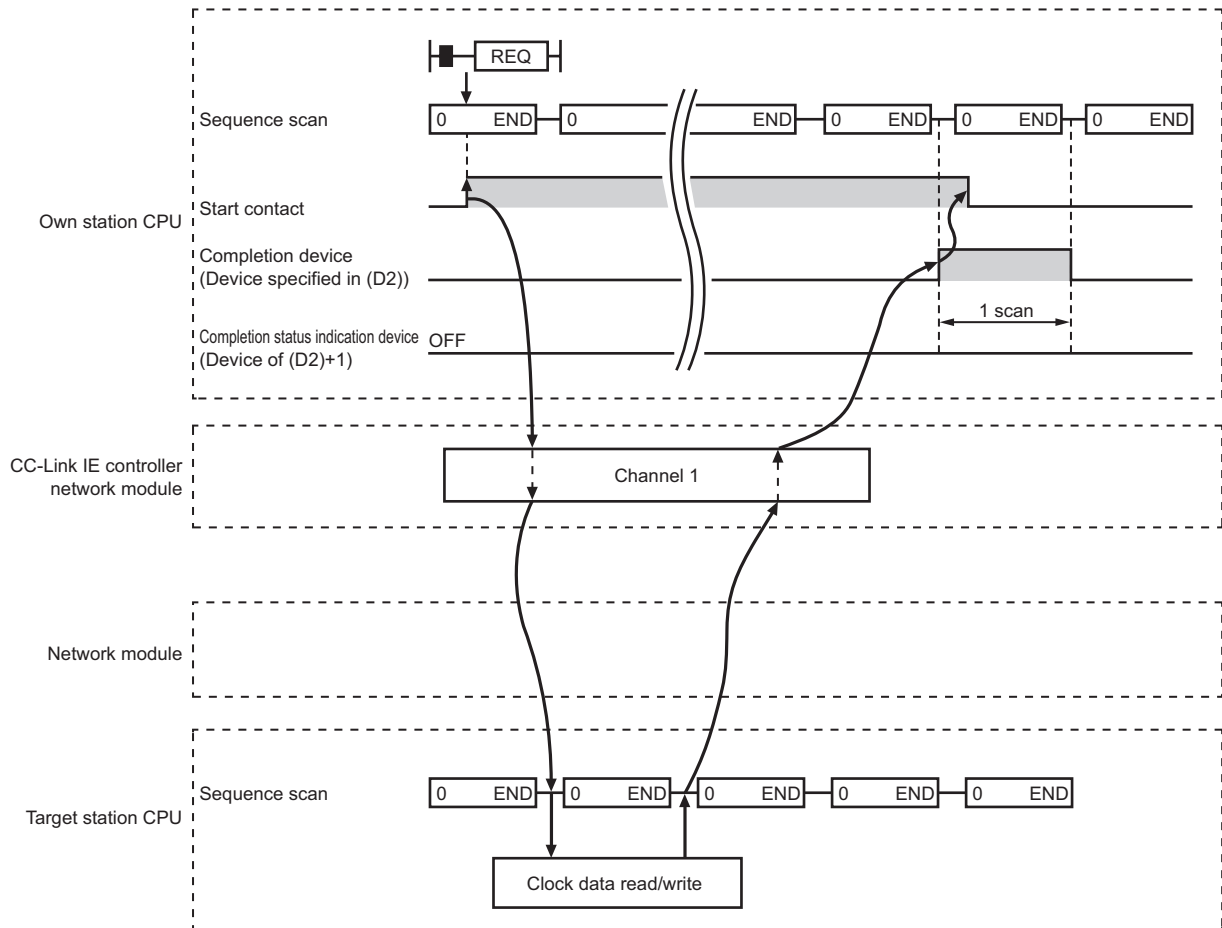 REQ
Sequence scan
0 END 0 END 0 END 0 END 0 END
Own station CPU
Start contact
Completion device
(Device specified in (D2))
1 scan
Completion status indication device
OFF
(Device of (D2)+1)
CC-Link IE controller
network module
Channel 1
Network module
Sequence scan
0 END 0 END 0 END 0 END 0 END
Target station CPU
Clock data read/write